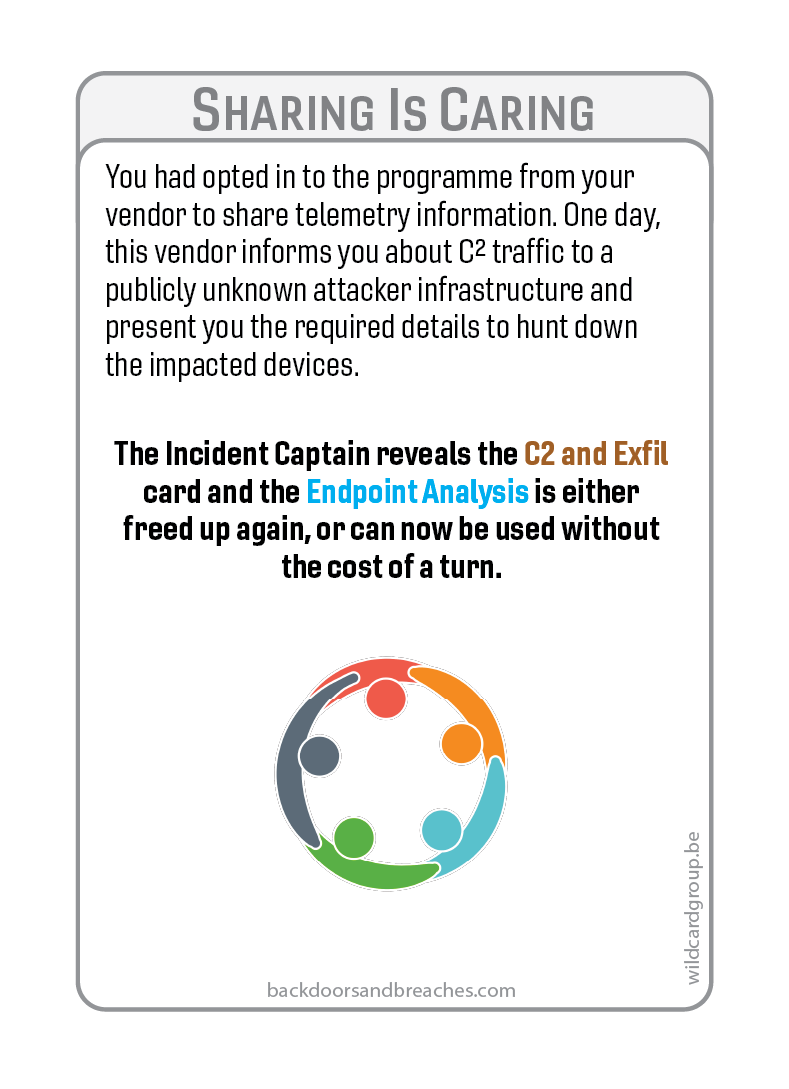 SHARING IS CARING
You had opted in to the programme from your
vendor to share telemetry information. One day,
this vendor informs you about C² traffic to a
publicly unknown attacker infrastructure and
present you the required details to hunt down
the impacted devices.
The Incident Captain reveals the C2 and Exfil
card and the Endpoint Analysis is either
freed up again, or can now be used without
the cost of a turn.
wildcardgroup.be
backdoorsandbreaches.com